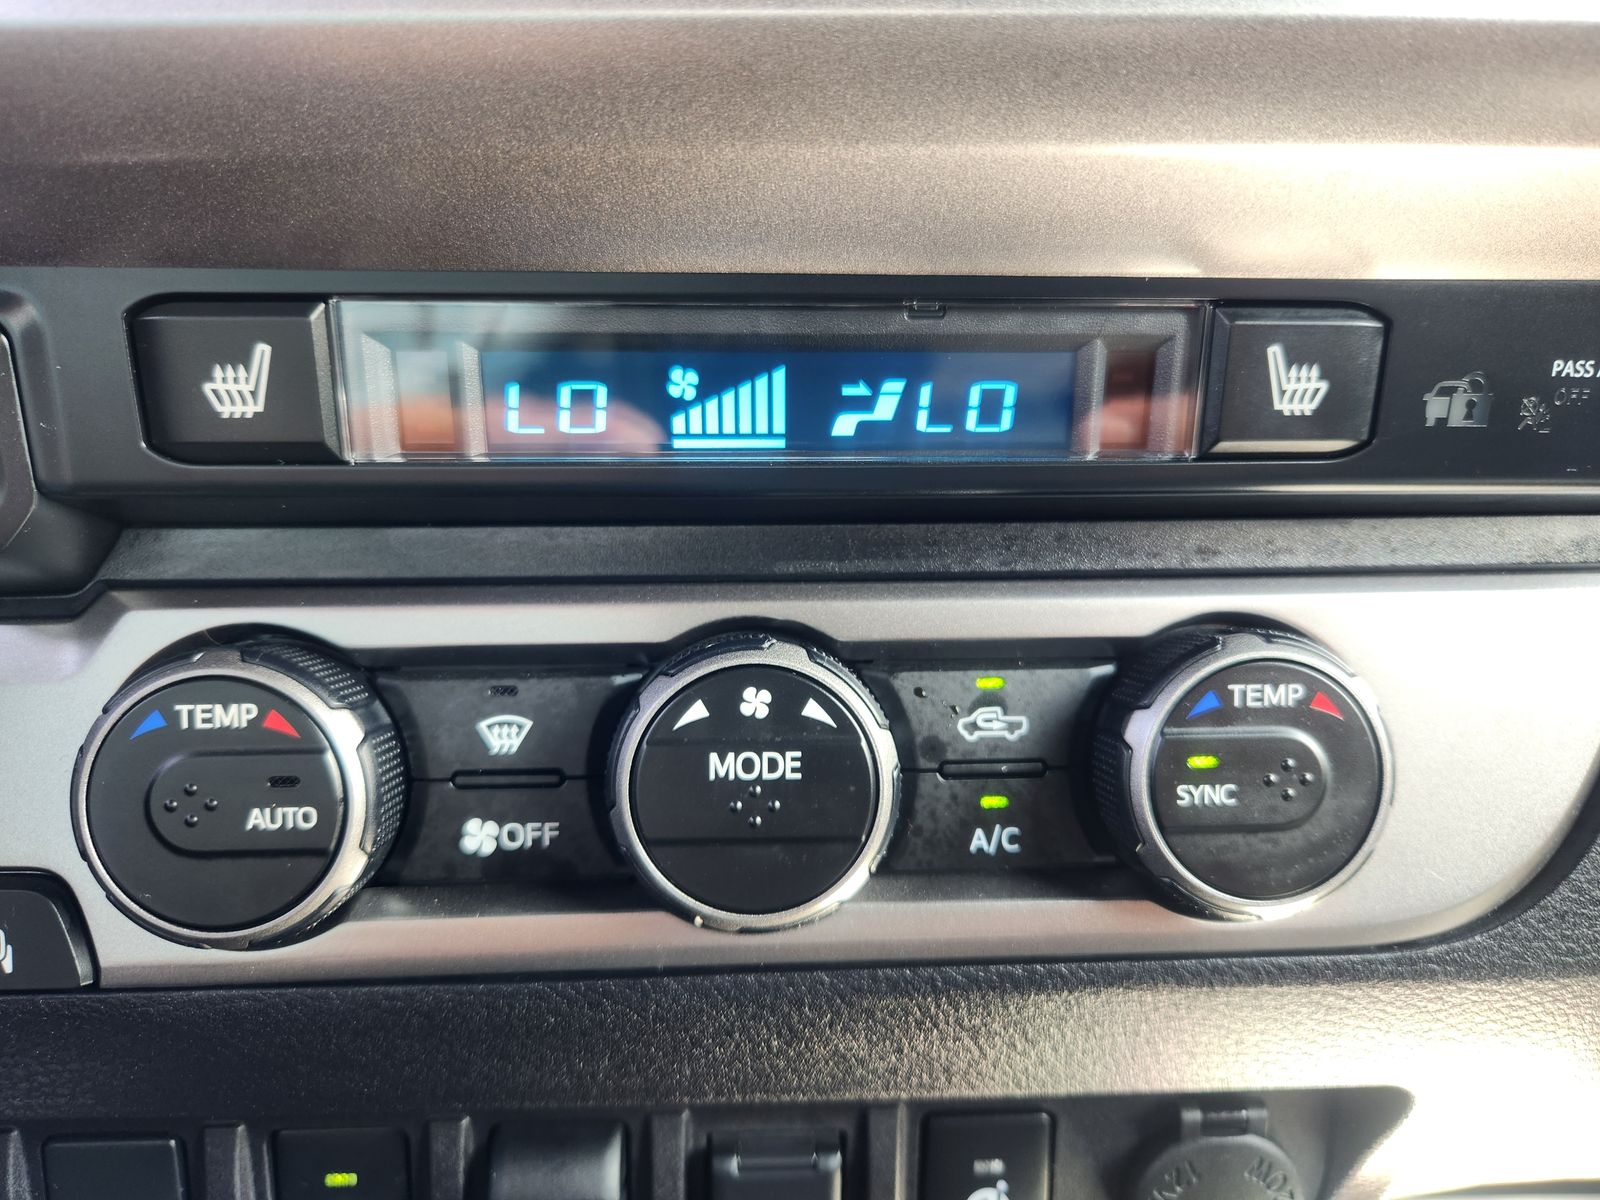 LO LO
PASS
OFF
TEMP
AUTO
OFF
MODE
A/C
TEMP
SYNC